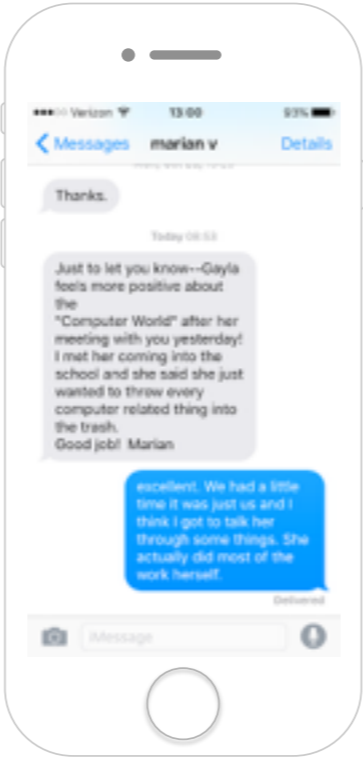 Verizon 13:00 93%
Messages marian v Details
Thanks.
Today 08:53
Just to let you know--Gayla
feels more positive about
the
"Computer World" after her
meeting with you yesterday!
I met her coming into the
school and she said she just
wanted to throw every
computer related thing into
the trash.
Good job! Marian
excellent. We had a little
time it was just us and I
think I got to talk her
through some things. She
actually did most of the
work herself.
Delivered
iMessage